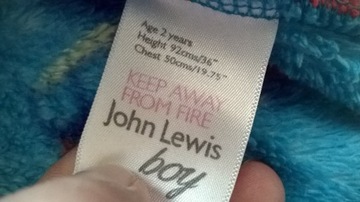 Age 2 years
Height 92cms/36"
Chest 50cms/19.75"
KEEP AWAY
FROM FIRE
John Lewis
boy